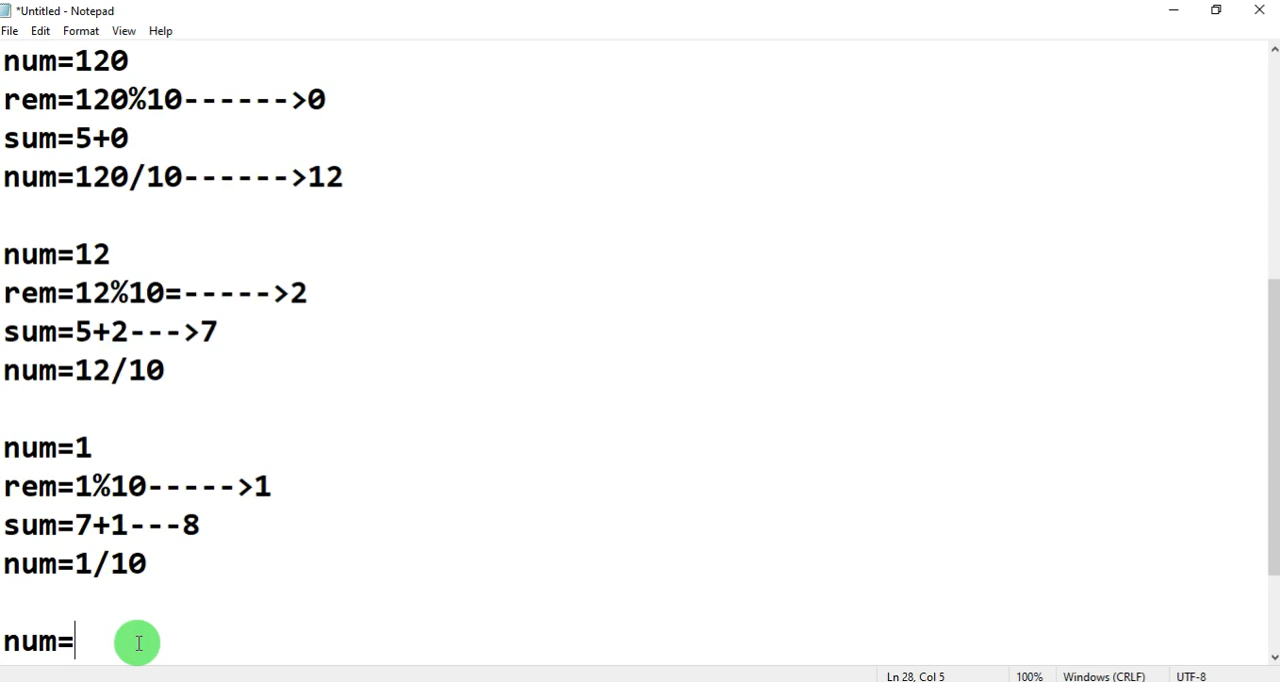 *Untitled - Notepad
File Edit Format View Help
num=120
rem=120%10------>0
sum=5+0
num=120/10------>12
num=12
rem=12%10=----->2
sum=5+2--->7
num=12/10
num=1
rem=1%10----->1
sum=7+1---8
num=1/10
num=
Ln 28, Col 5 100% Windows (CRLF) UTF-8